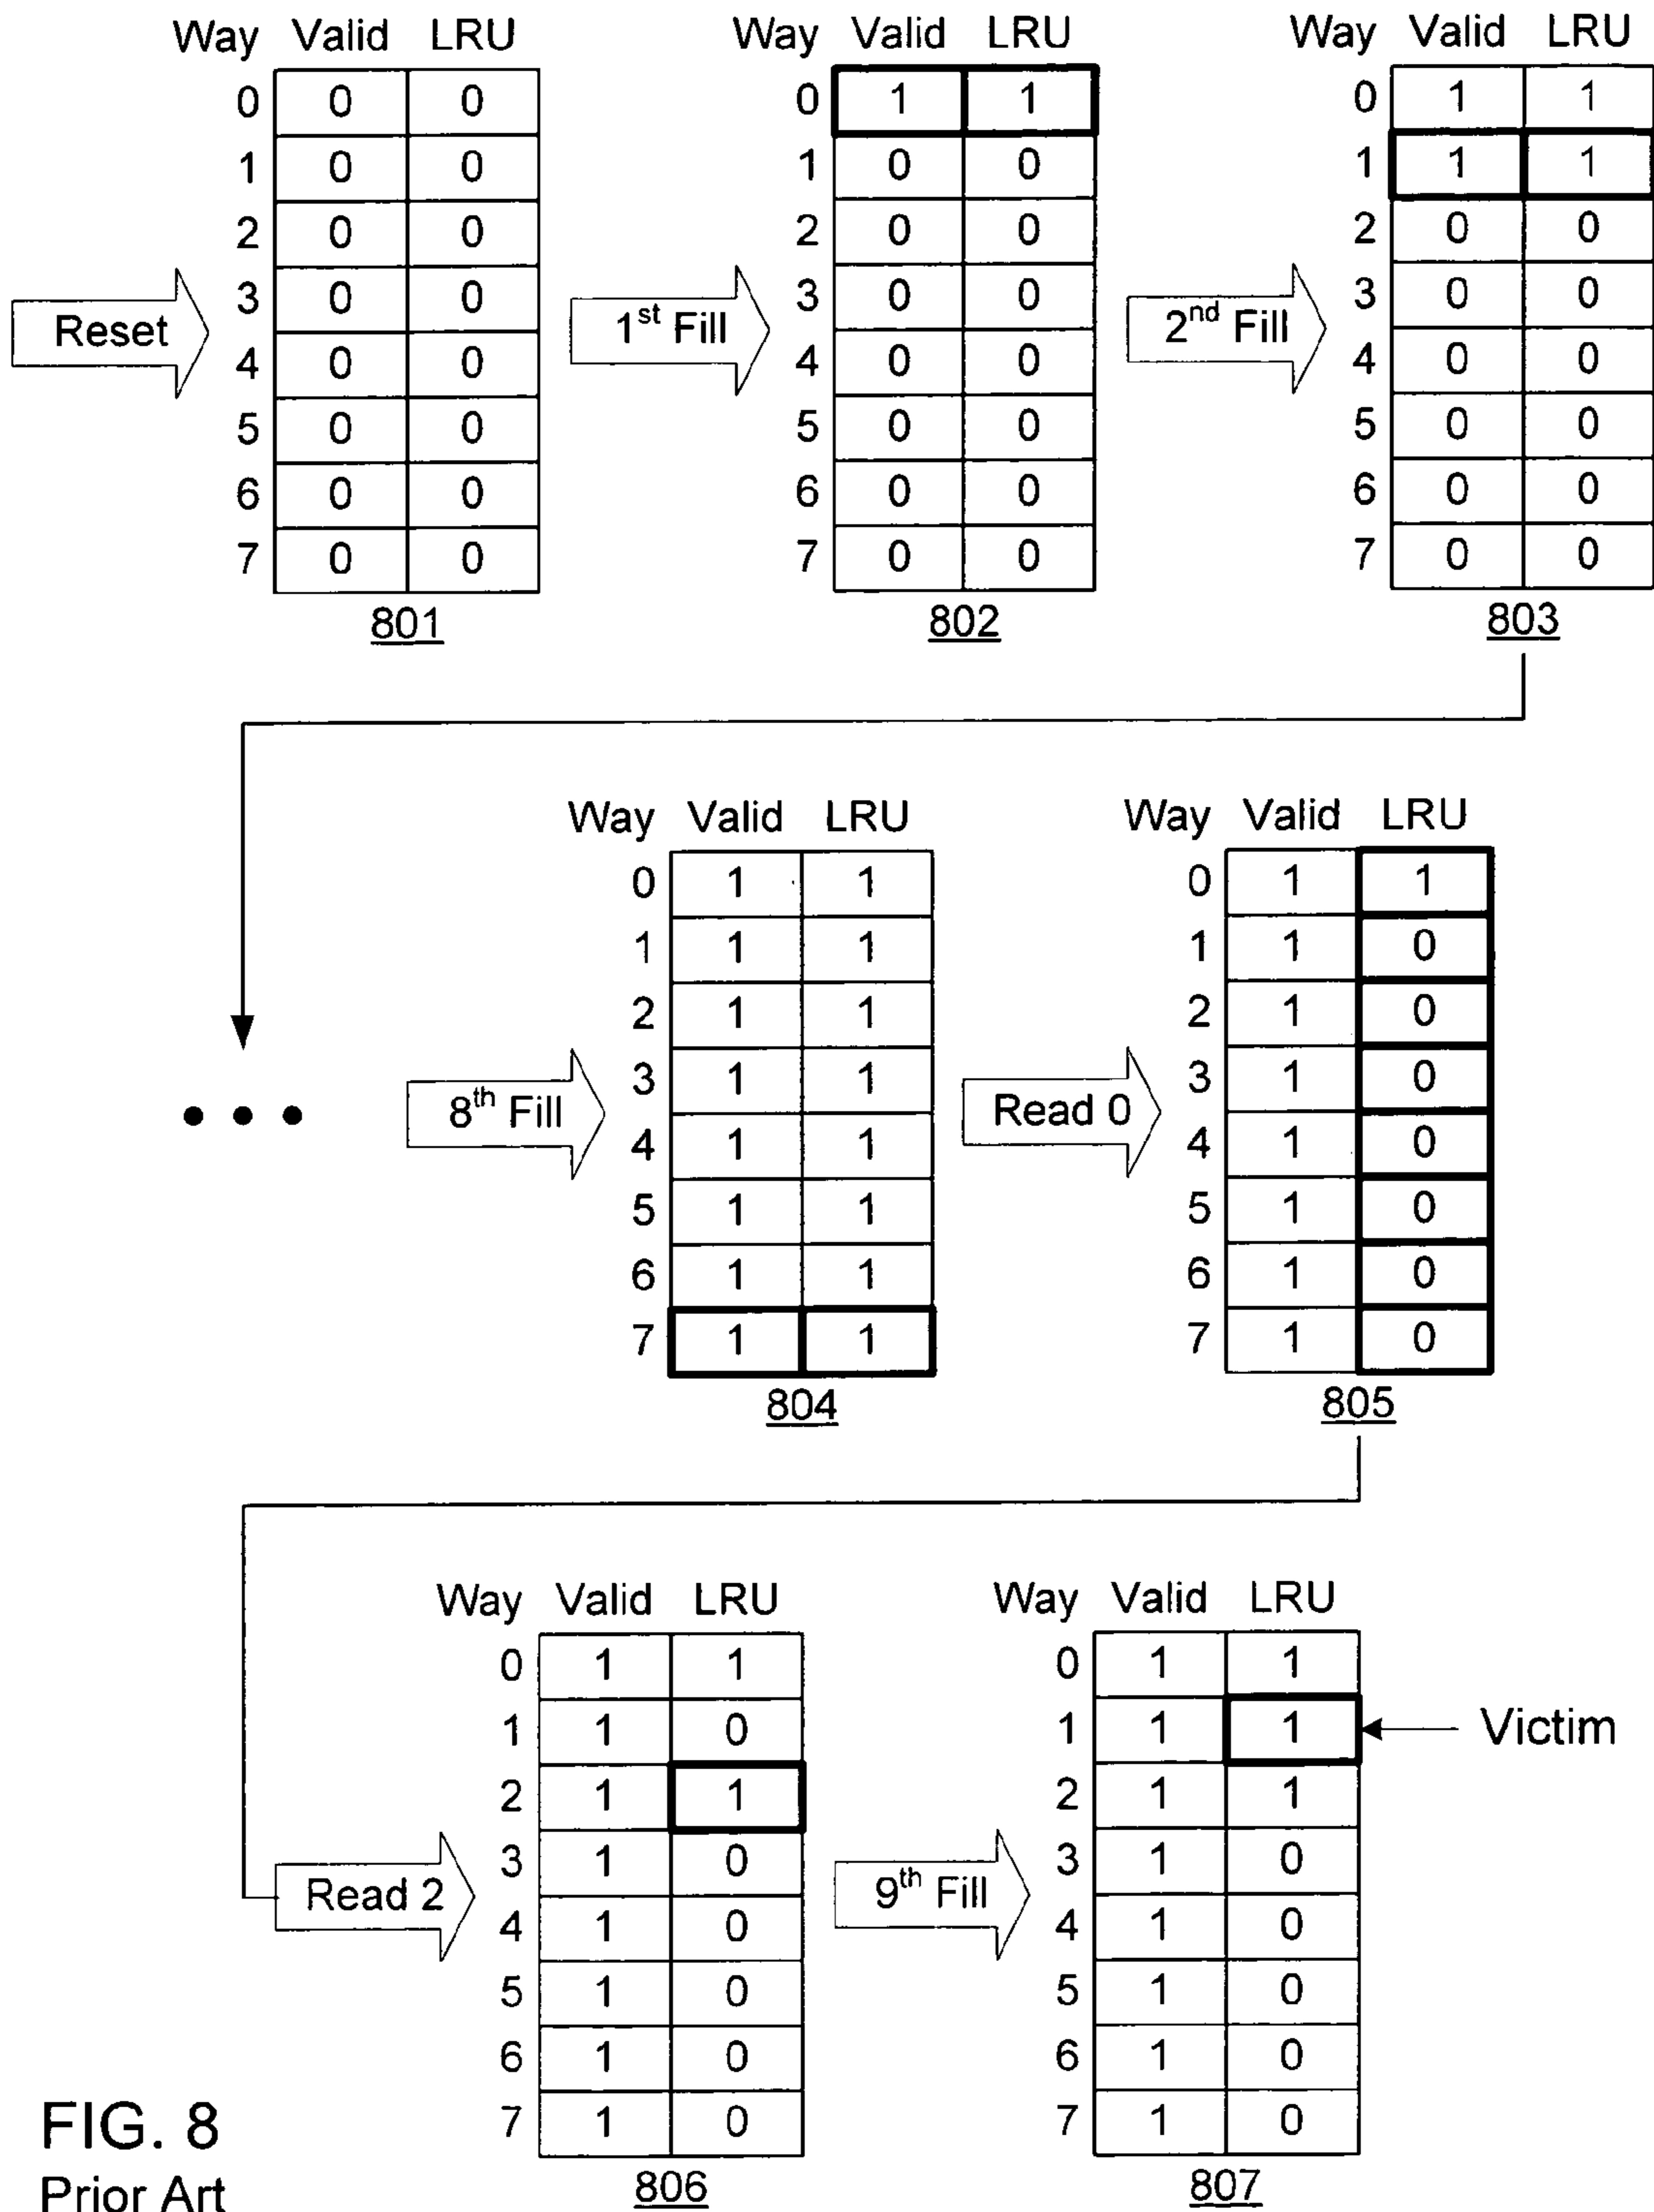 Way Valid LRU
0 0 0
1 0 0
2 0 0
3 0 0
4 0 0
5 0 0
6 0 0
7 0 0
801
Reset
Way Valid LRU
0 1 1
1 0 0
2 0 0
3 0 0
4 0 0
5 0 0
6 0 0
7 0 0
802
1st Fill
Way Valid LRU
0 1 1
1 1 1
2 0 0
3 0 0
4 0 0
5 0 0
6 0 0
7 0 0
803
2nd Fill
8th Fill
Way Valid LRU
0 1 1
1 1 1
2 1 1
3 1 1
4 1 1
5 1 1
6 1 1
7 1 1
804
Read 0
Way Valid LRU
0 1 1
1 1 0
2 1 0
3 1 0
4 1 0
5 1 0
6 1 0
7 1 0
805
Read 2
Way Valid LRU
0 1 1
1 1 0
2 1 1
3 1 0
4 1 0
5 1 0
6 1 0
7 1 0
806
9th Fill
Way Valid LRU
0 1 1
1 1 1
2 1 1
3 1 0
4 1 0
5 1 0
6 1 0
7 1 0
807
Victim
FIG. 8
Prior Art